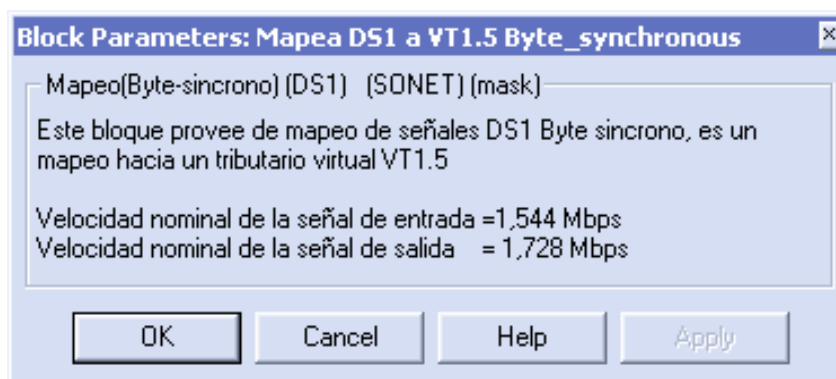 Block Parameters: Mapea DS1 a VT1.5 Byte_synchronous
Mapeo(Byte-sincrono) (DS1) (SONET) (mask)
Este bloque provee de mapeo de señales DS1 Byte sincrono, es un
mapeo hacia un tributario virtual VT1.5
Velocidad nominal de la señal de entrada =1,544 Mbps
Velocidad nominal de la señal de salida = 1,728 Mbps
OK Cancel Help Apply